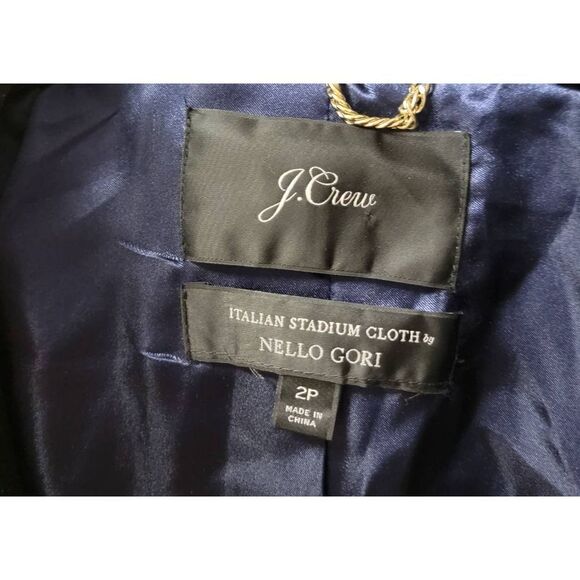 J.Crew
ITALIAN STADIUM CLOTH by
NELLO GORI
2P
MADE IN
CHINA